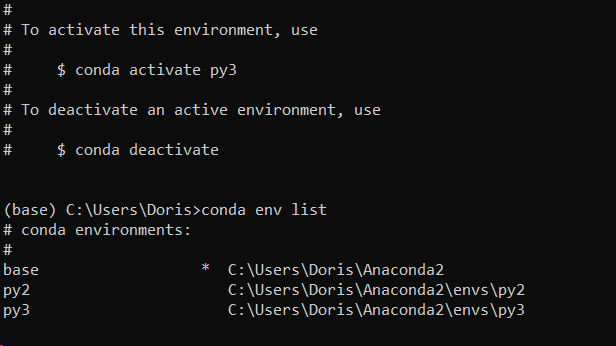 #
# To activate this environment, use
#
#     $ conda activate py3
#
# To deactivate an active environment, use
#
#     $ conda deactivate
(base) C:\Users\Doris>conda env list
# conda environments:
#
base                  *  C:\Users\Doris\Anaconda2
py2                      C:\Users\Doris\Anaconda2\envs\py2
py3                      C:\Users\Doris\Anaconda2\envs\py3